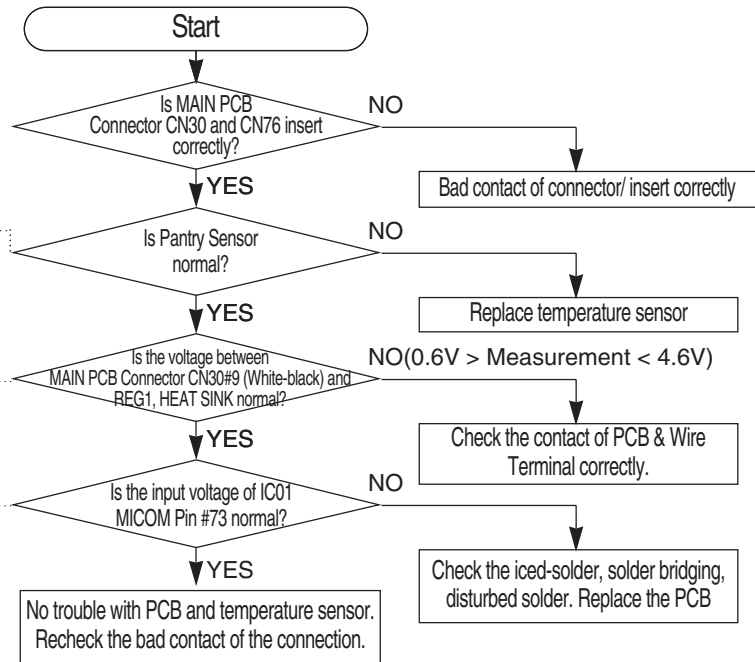 Start
Is MAIN PCB
Connector CN30 and CN76 insert
correctly?
NO
Bad contact of connector/ insert correctly
YES
Is Pantry Sensor
normal?
NO
Replace temperature sensor
YES
Is the voltage between
MAIN PCB Connector CN30#9 (White-black) and
REG1, HEAT SINK normal?
NO(0.6V > Measurement < 4.6V)
Check the contact of PCB & Wire
Terminal correctly.
YES
Is the input voltage of IC01
MICOM Pin #73 normal?
NO
Check the iced-solder, solder bridging,
disturbed solder. Replace the PCB
YES
No trouble with PCB and temperature sensor.
Recheck the bad contact of the connection.